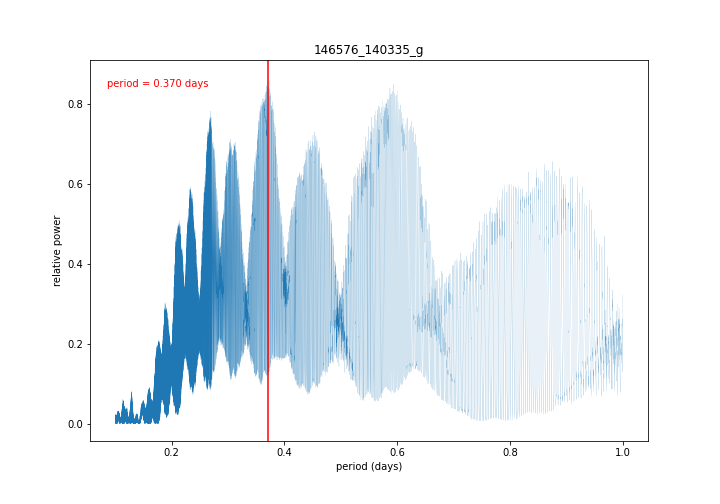 146576_140335_g
period = 0.370 days
relative power
0.8
0.6
0.4
0.2
0.0
0.2 0.4 0.6 0.8 1.0
period (days)